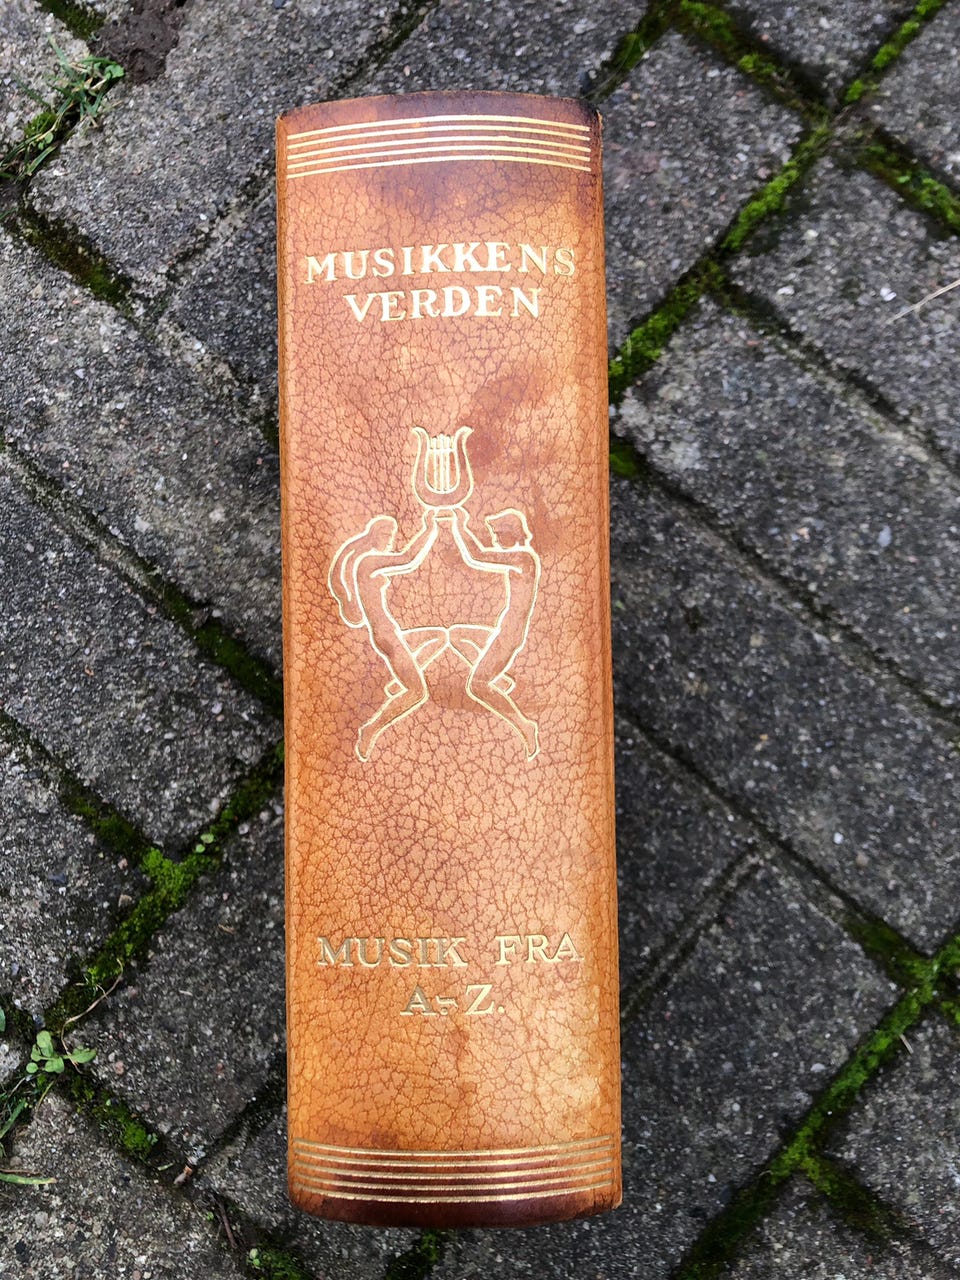 MUSIKKENS
VERDEN
MUSIK FRA
A-Z.